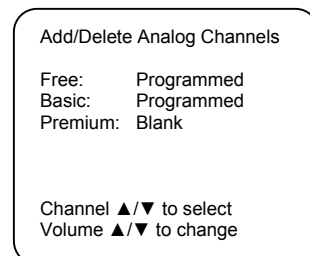 Add/Delete Analog Channels
Free: Programmed
Basic: Programmed
Premium: Blank
Channel ▲/▼ to select
Volume ▲/▼ to change